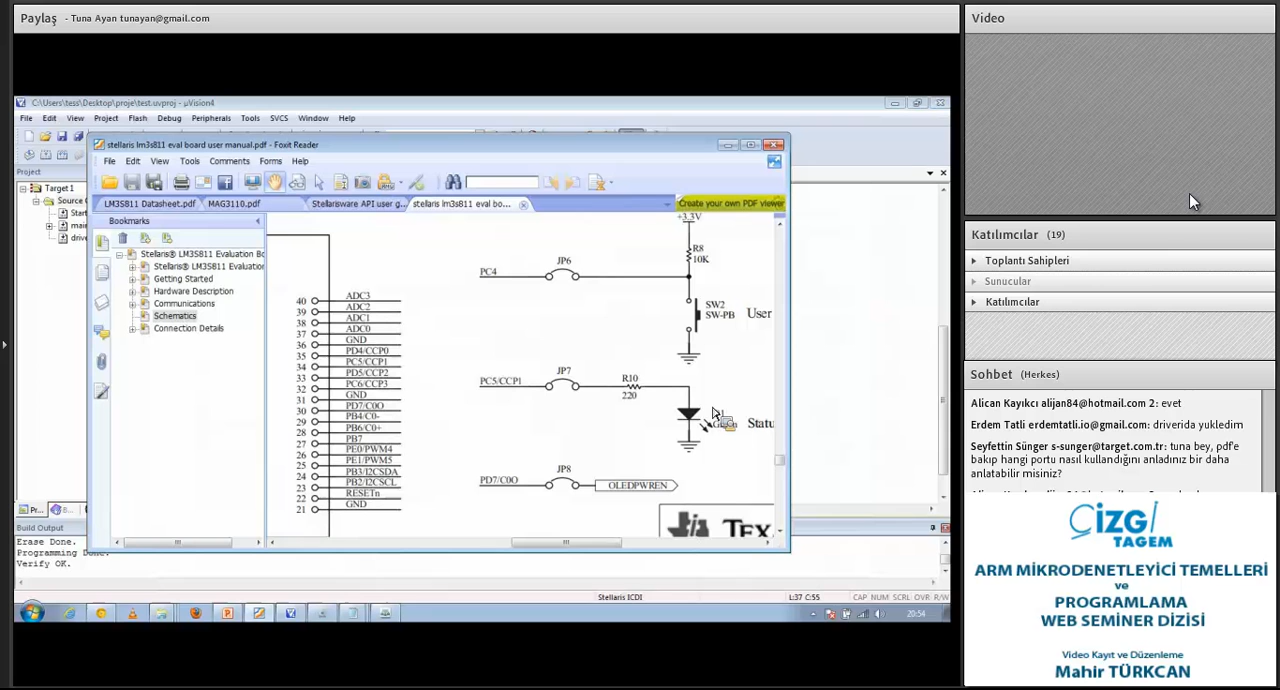 Paylaş - Tuna Ayan tunayan@gmail.com
C:\Users\tess\Desktop\proje\test.uvproj - µVision4
File Edit View Project Flash Debug Peripherals Tools SVCS Window Help
stellaris lm3s811 eval board user manual.pdf - Foxit Reader
File Edit View Tools Comments Forms Help
LM3S811 Datasheet.pdf MAG3110.pdf Stellarisware API user g... stellaris lm3s811 eval bo... Create your own PDF viewer
Project
Target 1
Source
Start
main
drive
Bookmarks
Stellaris® LM3S811 Evaluation Bo
Stellaris® LM3S811 Evaluation
Getting Started
Hardware Description
Communications
Schematics
Connection Details
40 ADC3
39 ADC2
38 ADC1
37 ADC0
36 GND
35 PD4/CCP0
34 PC5/CCP1
33 PD5/CCP2
32 PC6/CCP3
31 GND
30 PD7/C0O
29 PB4/C0-
28 PB6/C0+
27 PB7
26 PE0/PWM4
25 PE1/PWM5
24 PB3/I2CSDA
23 PB2/I2CSCL
22 RESETn
21 GND
+3.3V
R8
10K
PC4 JP6
SW2
SW-PB User
PC5/CCP1 JP7 R10
220
Statu
PD7/C0O JP8 OLEDPWREN
TEX
Pr...
Build Output
Erase Done.
Programming Done.
Verify OK.
Stellaris ICDI L:37 C:55 CAP NUM SCRL OVR R/W
20:54
Video
Katılımcılar (19)
Toplantı Sahipleri
Sunucular
Katılımcılar
Sohbet (Herkes)
Alican Kayıkcı alijan84@hotmail.com 2: evet
Erdem Tatli erdemtatli.io@gmail.com: driverida yukledim
Seyfettin Sünger s-sunger@target.com.tr: tuna bey, pdf'e
bakıp hangi portu nasıl kullandığını anladınız bir daha
anlatabilir misiniz?
ÇİZGİ
TAGEM
ARM MİKRODENETLEYİCİ TEMELLERİ
ve
PROGRAMLAMA
WEB SEMİNER DİZİSİ
Video Kayıt ve Düzenleme
Mahir TÜRKCAN